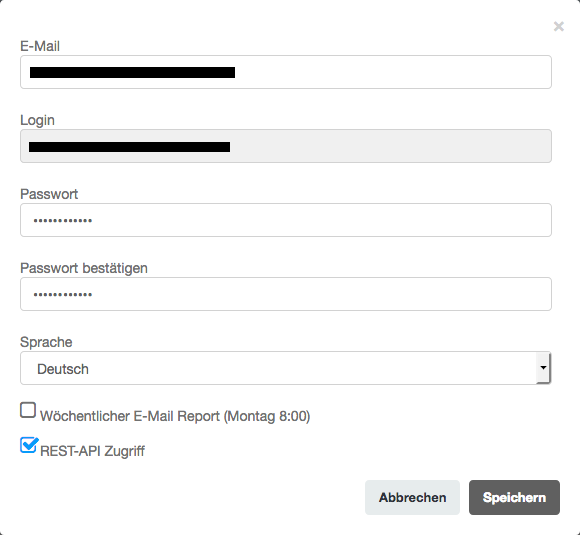 ×
E-Mail
Login
Passwort
••••••••••••
Passwort bestätigen
••••••••••••
Sprache
Deutsch
Wöchentlicher E-Mail Report (Montag 8:00)
REST-API Zugriff
Abbrechen
Speichern